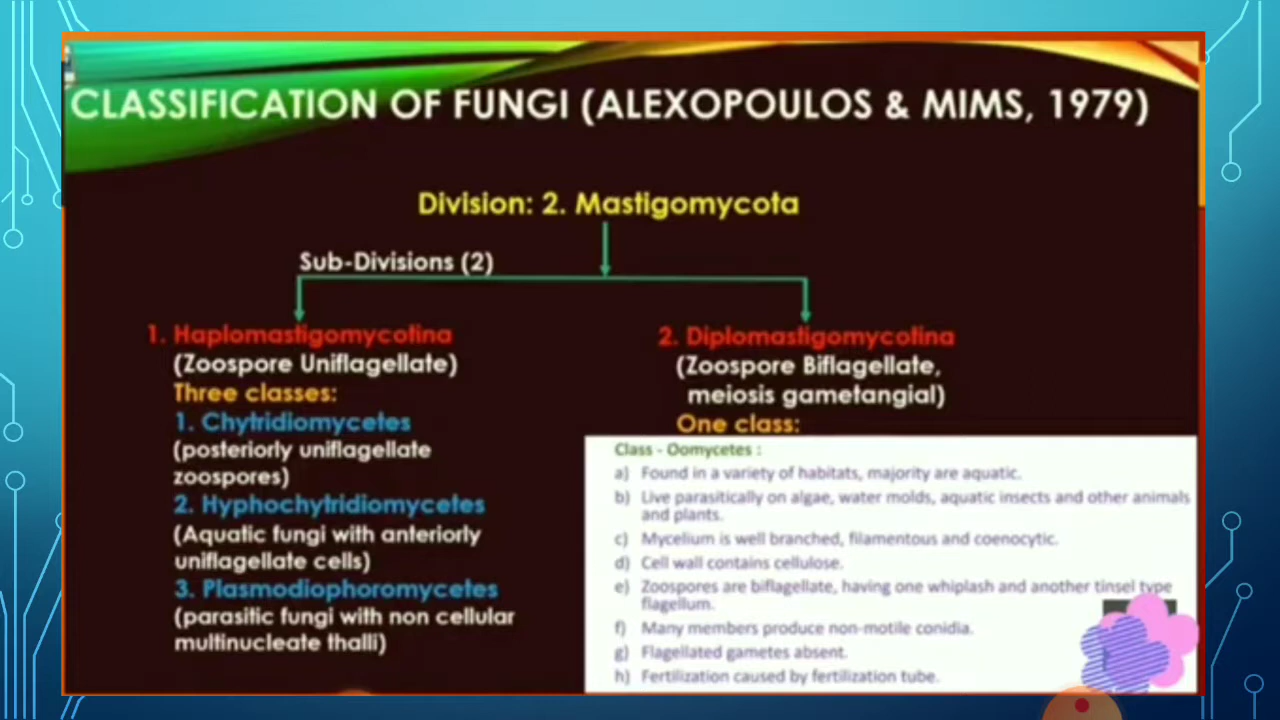 CLASSIFICATION OF FUNGI (ALEXOPOULOS & MIMS, 1979)
Division: 2. Mastigomycota
Sub-Divisions (2)
1. Haplomastigomycotina
(Zoospore Uniflagellate)
Three classes:
1. Chytridiomycetes
(posteriorly uniflagellate
zoospores)
2. Hyphochytridiomycetes
(Aquatic fungi with anteriorly
uniflagellate cells)
3. Plasmodiophoromycetes
(parasitic fungi with non cellular
multinucleate thalli)
2. Diplomastigomycotina
(Zoospore Biflagellate,
meiosis gametangial)
One class:
Class - Oomycetes :
a) Found in a variety of habitats, majority are aquatic.
b) Live parasitically on algae, water molds, aquatic insects and other animals
and plants.
c) Mycelium is well branched, filamentous and coenocytic.
d) Cell wall contains cellulose.
e) Zoospores are biflagellate, having one whiplash and another tinsel type
flagellum.
f) Many members produce non-motile conidia.
g) Flagellated gametes absent.
h) Fertilization caused by fertilization tube.